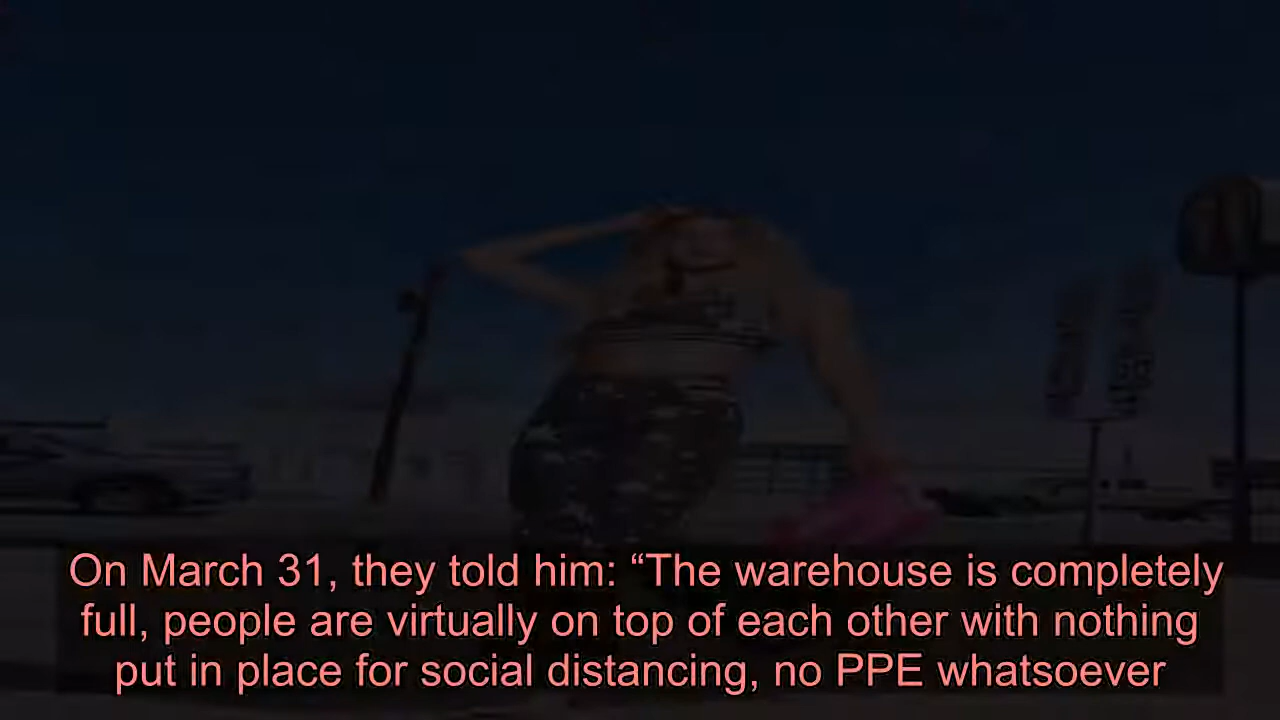 On March 31, they told him: “The warehouse is completely
full, people are virtually on top of each other with nothing
put in place for social distancing, no PPE whatsoever